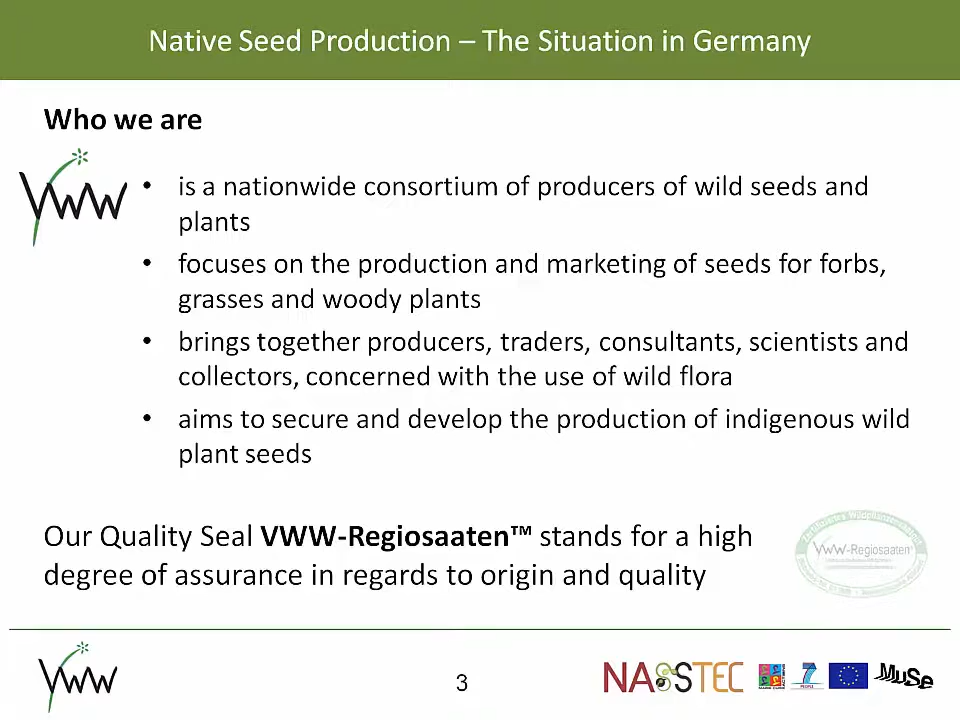 Native Seed Production – The Situation in Germany
Who we are
VWW
• is a nationwide consortium of producers of wild seeds and
plants
• focuses on the production and marketing of seeds for forbs,
grasses and woody plants
• brings together producers, traders, consultants, scientists and
collectors, concerned with the use of wild flora
• aims to secure and develop the production of indigenous wild
plant seeds
Our Quality Seal VWW-Regiosaaten™ stands for a high
degree of assurance in regards to origin and quality
VWW-Regiosaaten®
VWW
3
NASSTEC
7
PEOPLE
MuSe